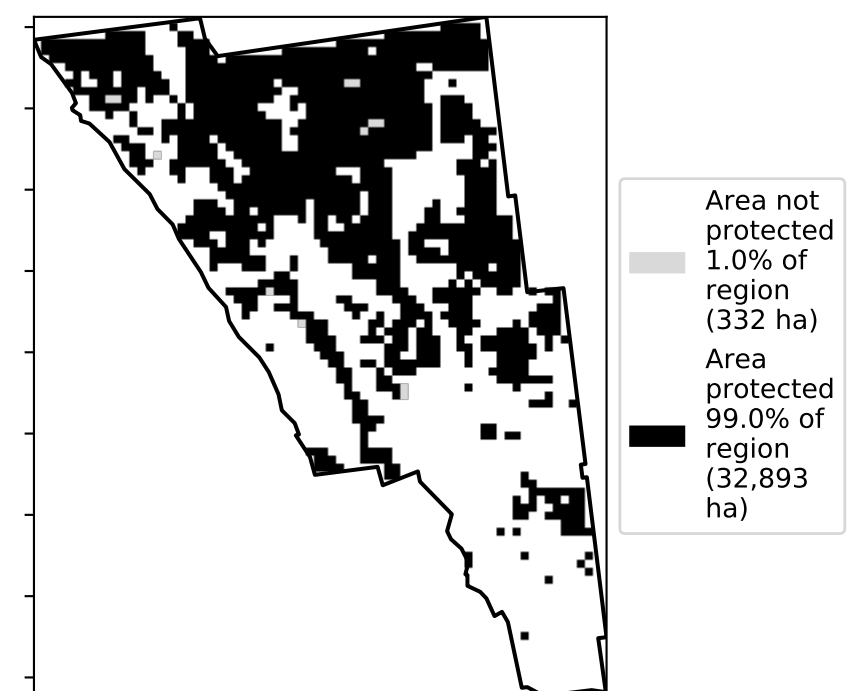 Area not
protected
1.0% of
region
(332 ha)
Area
protected
99.0% of
region
(32,893
ha)